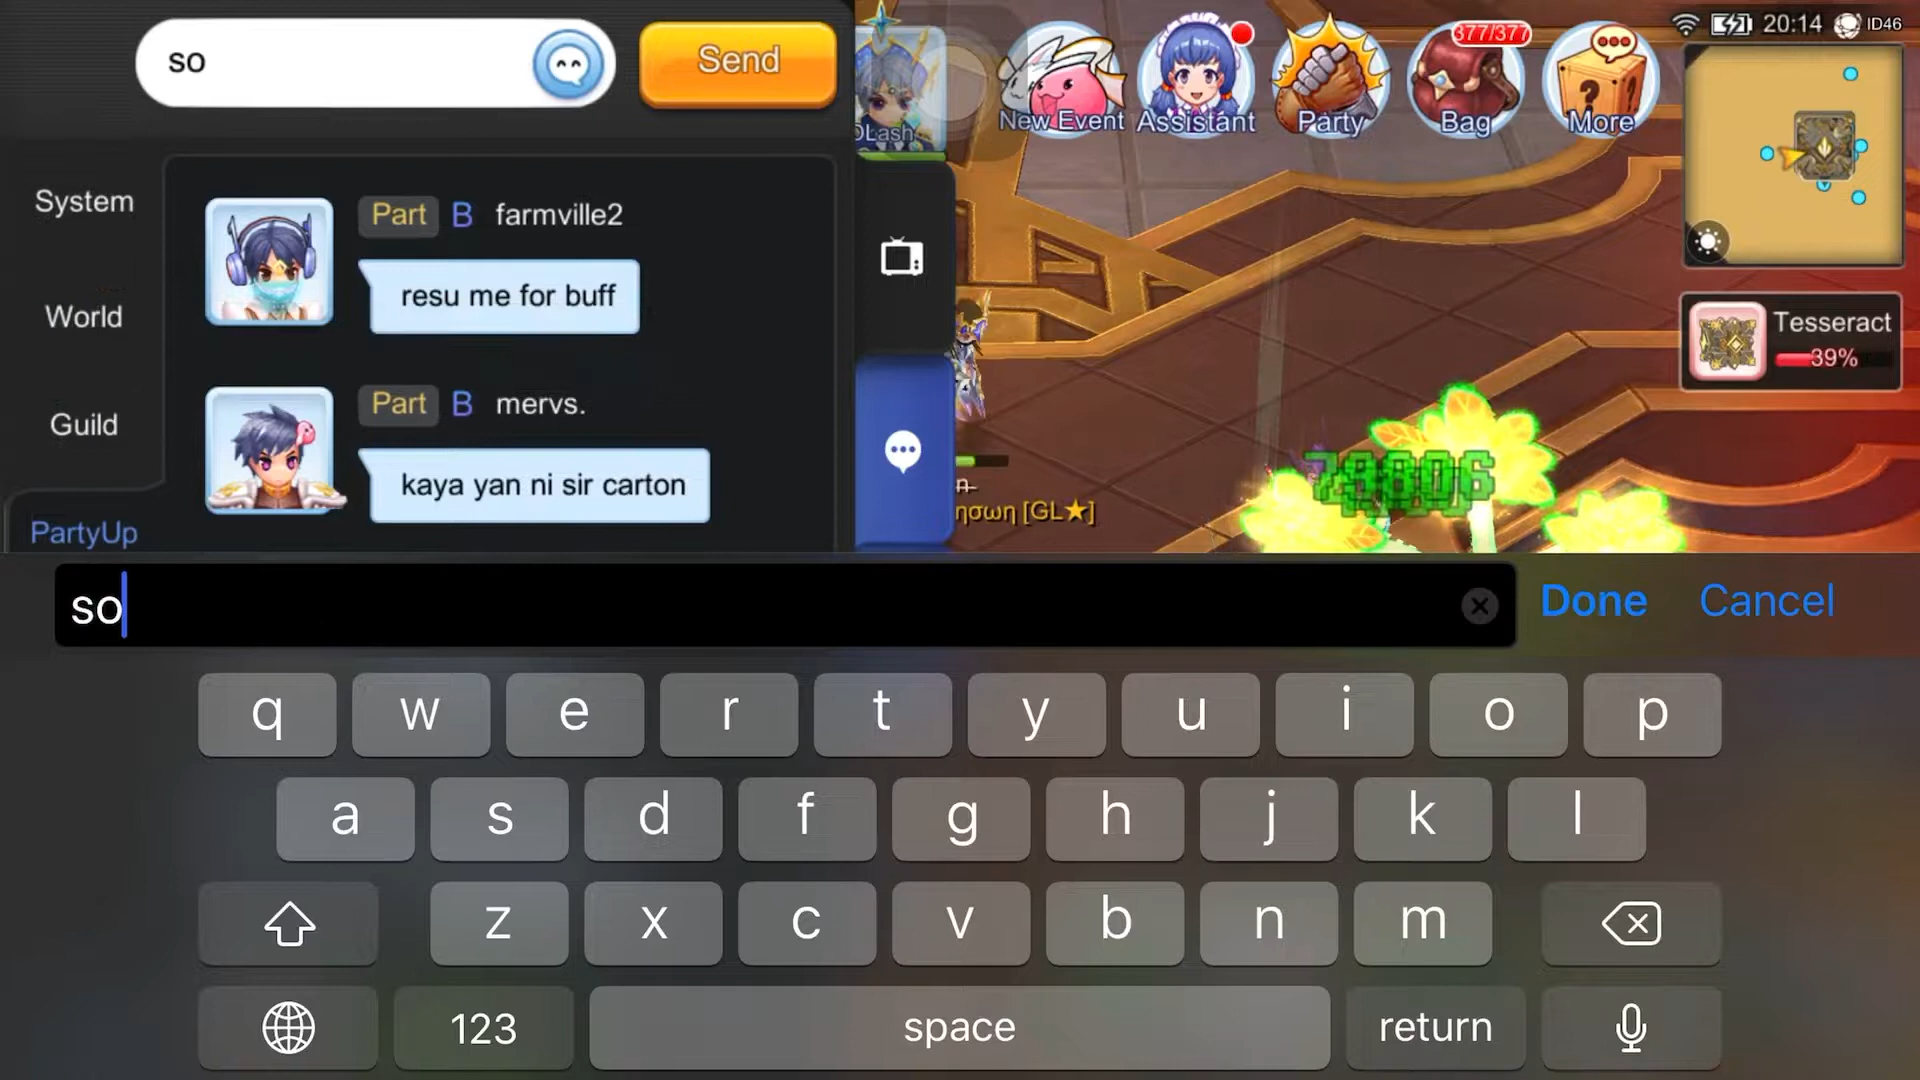 so
Send
DLash
New Event
Assistant
Party
377/377
Bag
More
20:14
ID46
System
World
Guild
PartyUp
Part B farmville2
resu me for buff
Part B mervs.
kaya yan ni sir carton
Tesseract
39%
ησωη [GL★]
so
Done
Cancel
q w e r t y u i o p
a s d f g h j k l
z x c v b n m
123
space
return